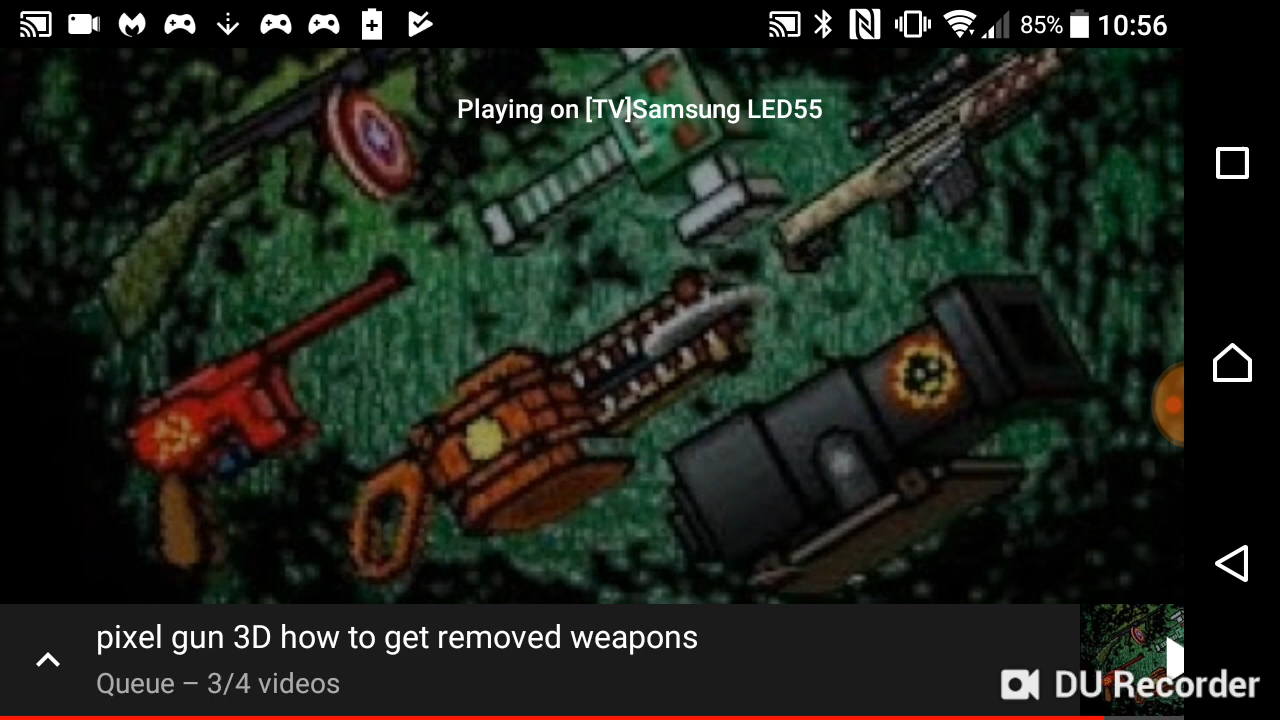 85% 10:56
Playing on [TV]Samsung LED55
pixel gun 3D how to get removed weapons
Queue – 3/4 videos
DU Recorder